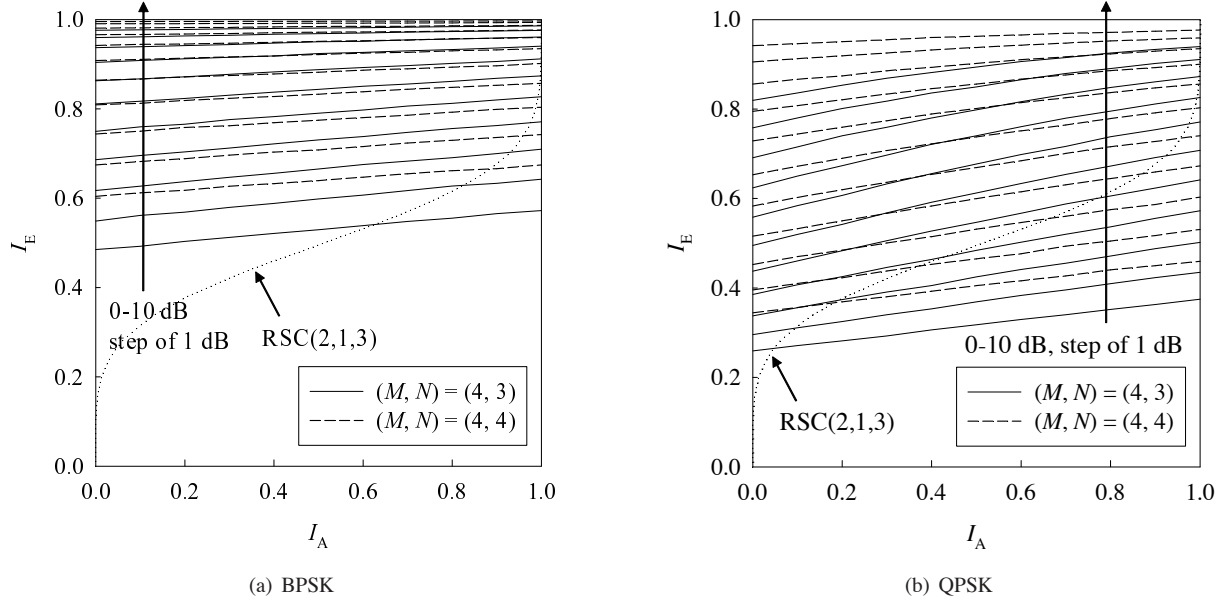 1.0
0.8
0.6
0.4
0.2
0.0
I_E
0.0 0.2 0.4 0.6 0.8 1.0
I_A
0-10 dB
step of 1 dB
RSC(2,1,3)
(M, N) = (4, 3)
(M, N) = (4, 4)
(a) BPSK
1.0
0.8
0.6
0.4
0.2
0.0
I_E
0.0 0.2 0.4 0.6 0.8 1.0
I_A
0-10 dB, step of 1 dB
RSC(2,1,3)
(M, N) = (4, 3)
(M, N) = (4, 4)
(b) QPSK